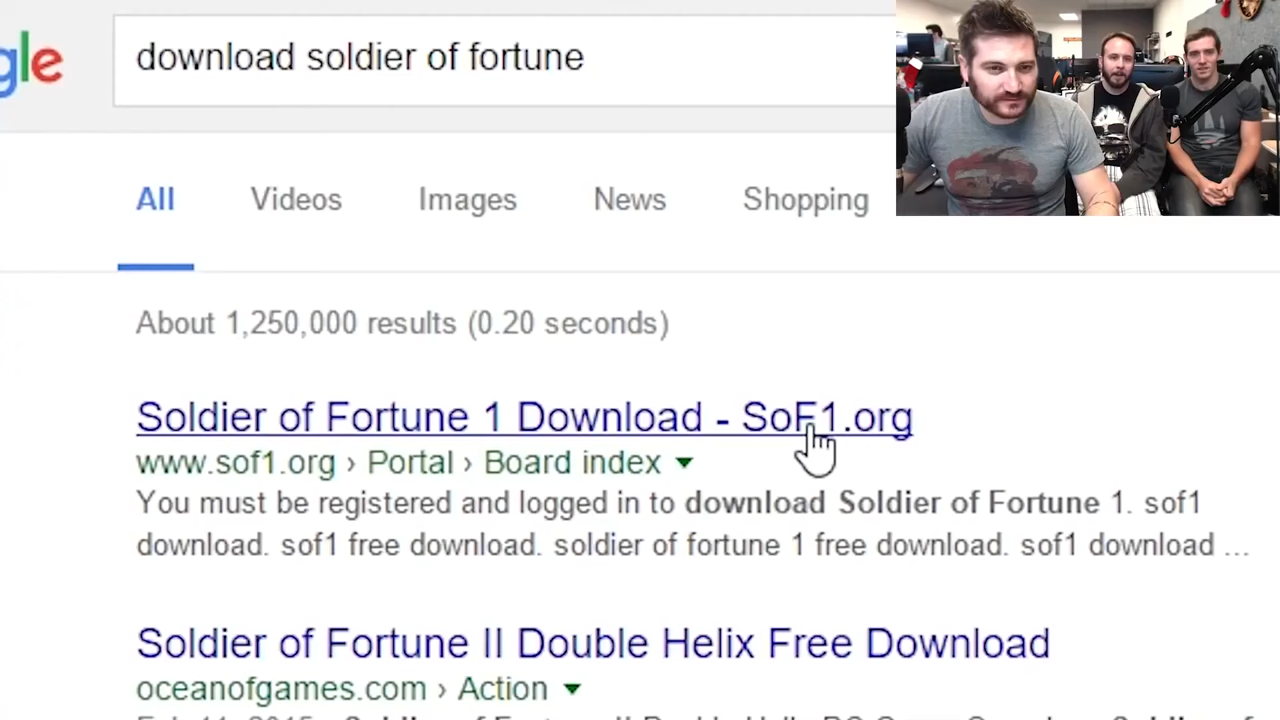 gle
download soldier of fortune
All Videos Images News Shopping
About 1,250,000 results (0.20 seconds)
Soldier of Fortune 1 Download - SoF1.org
www.sof1.org › Portal › Board index
You must be registered and logged in to download Soldier of Fortune 1. sof1
download. sof1 free download. soldier of fortune 1 free download. sof1 download ...
Soldier of Fortune II Double Helix Free Download
oceanofgames.com › Action